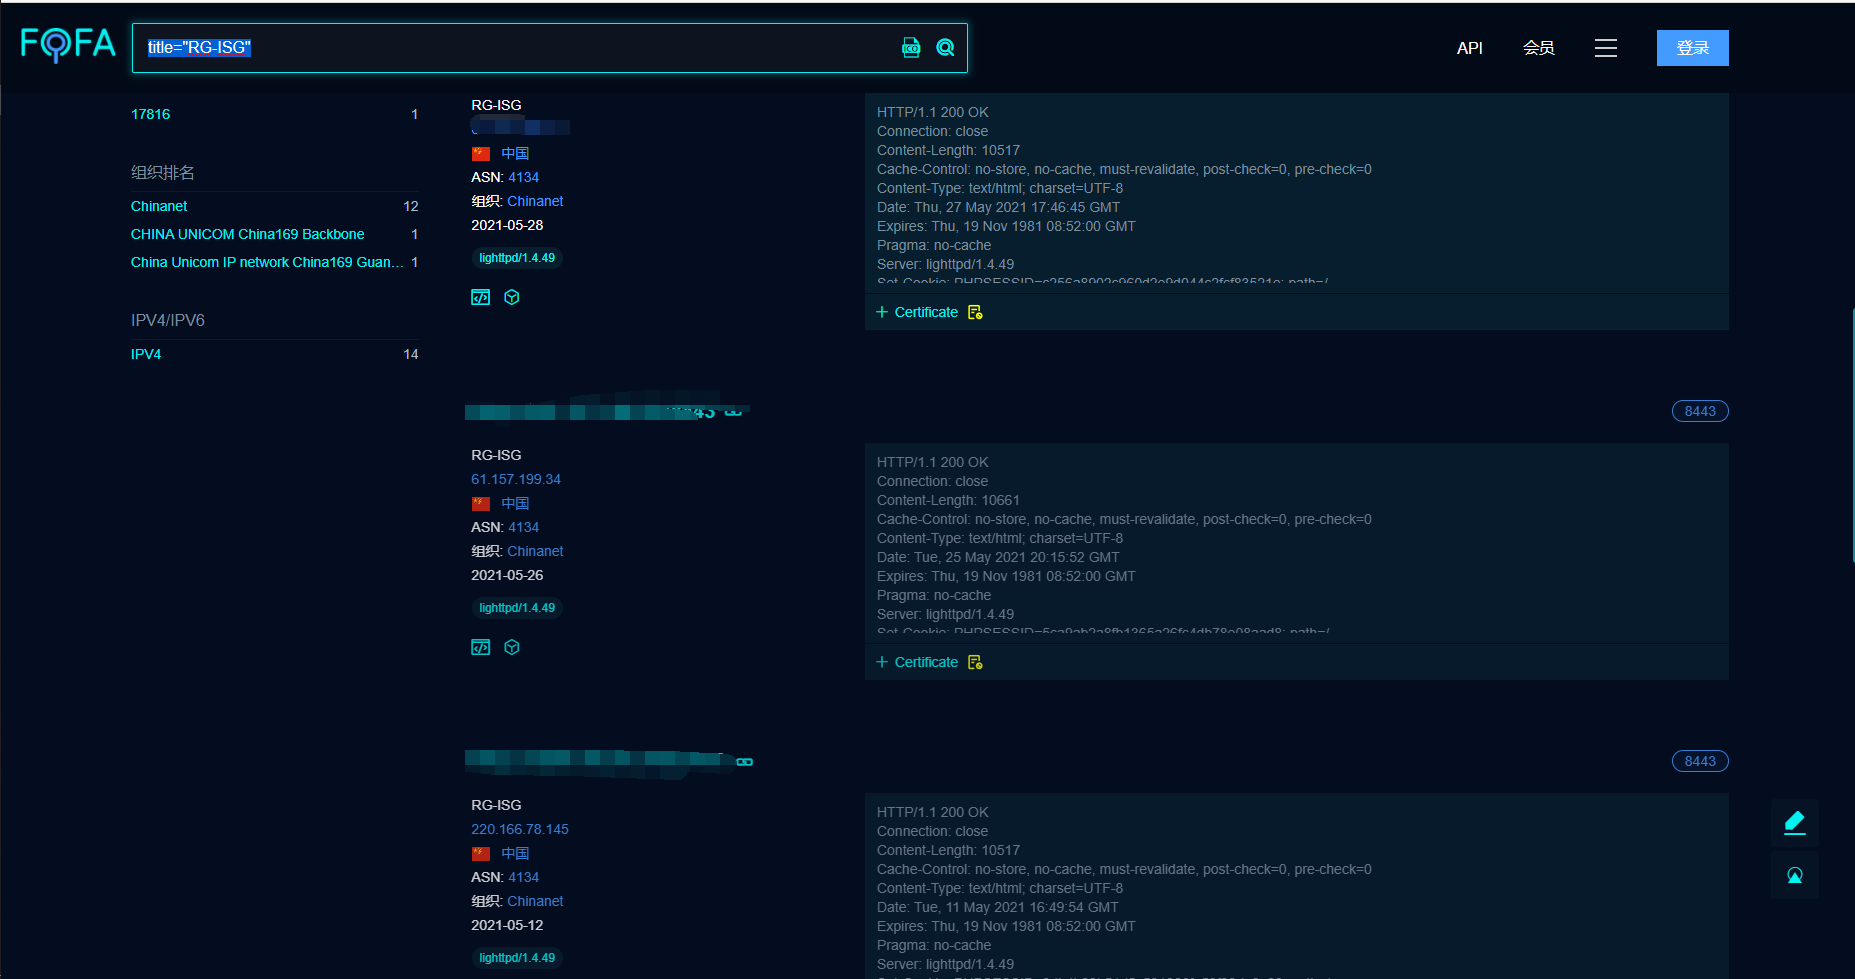 FOFA
title="RG-ISG"
ICO
API
会员
登录
17816 1
组织排名
Chinanet 12
CHINA UNICOM China169 Backbone 1
China Unicom IP network China169 Guan... 1
IPV4/IPV6
IPV4 14
RG-ISG
中国
ASN: 4134
组织: Chinanet
2021-05-28
lighttpd/1.4.49
HTTP/1.1 200 OK
Connection: close
Content-Length: 10517
Cache-Control: no-store, no-cache, must-revalidate, post-check=0, pre-check=0
Content-Type: text/html; charset=UTF-8
Date: Thu, 27 May 2021 17:46:45 GMT
Expires: Thu, 19 Nov 1981 08:52:00 GMT
Pragma: no-cache
Server: lighttpd/1.4.49
+ Certificate
8443
RG-ISG
61.157.199.34
中国
ASN: 4134
组织: Chinanet
2021-05-26
lighttpd/1.4.49
HTTP/1.1 200 OK
Connection: close
Content-Length: 10661
Cache-Control: no-store, no-cache, must-revalidate, post-check=0, pre-check=0
Content-Type: text/html; charset=UTF-8
Date: Tue, 25 May 2021 20:15:52 GMT
Expires: Thu, 19 Nov 1981 08:52:00 GMT
Pragma: no-cache
Server: lighttpd/1.4.49
+ Certificate
8443
RG-ISG
220.166.78.145
中国
ASN: 4134
组织: Chinanet
2021-05-12
lighttpd/1.4.49
HTTP/1.1 200 OK
Connection: close
Content-Length: 10517
Cache-Control: no-store, no-cache, must-revalidate, post-check=0, pre-check=0
Content-Type: text/html; charset=UTF-8
Date: Tue, 11 May 2021 16:49:54 GMT
Expires: Thu, 19 Nov 1981 08:52:00 GMT
Pragma: no-cache
Server: lighttpd/1.4.49